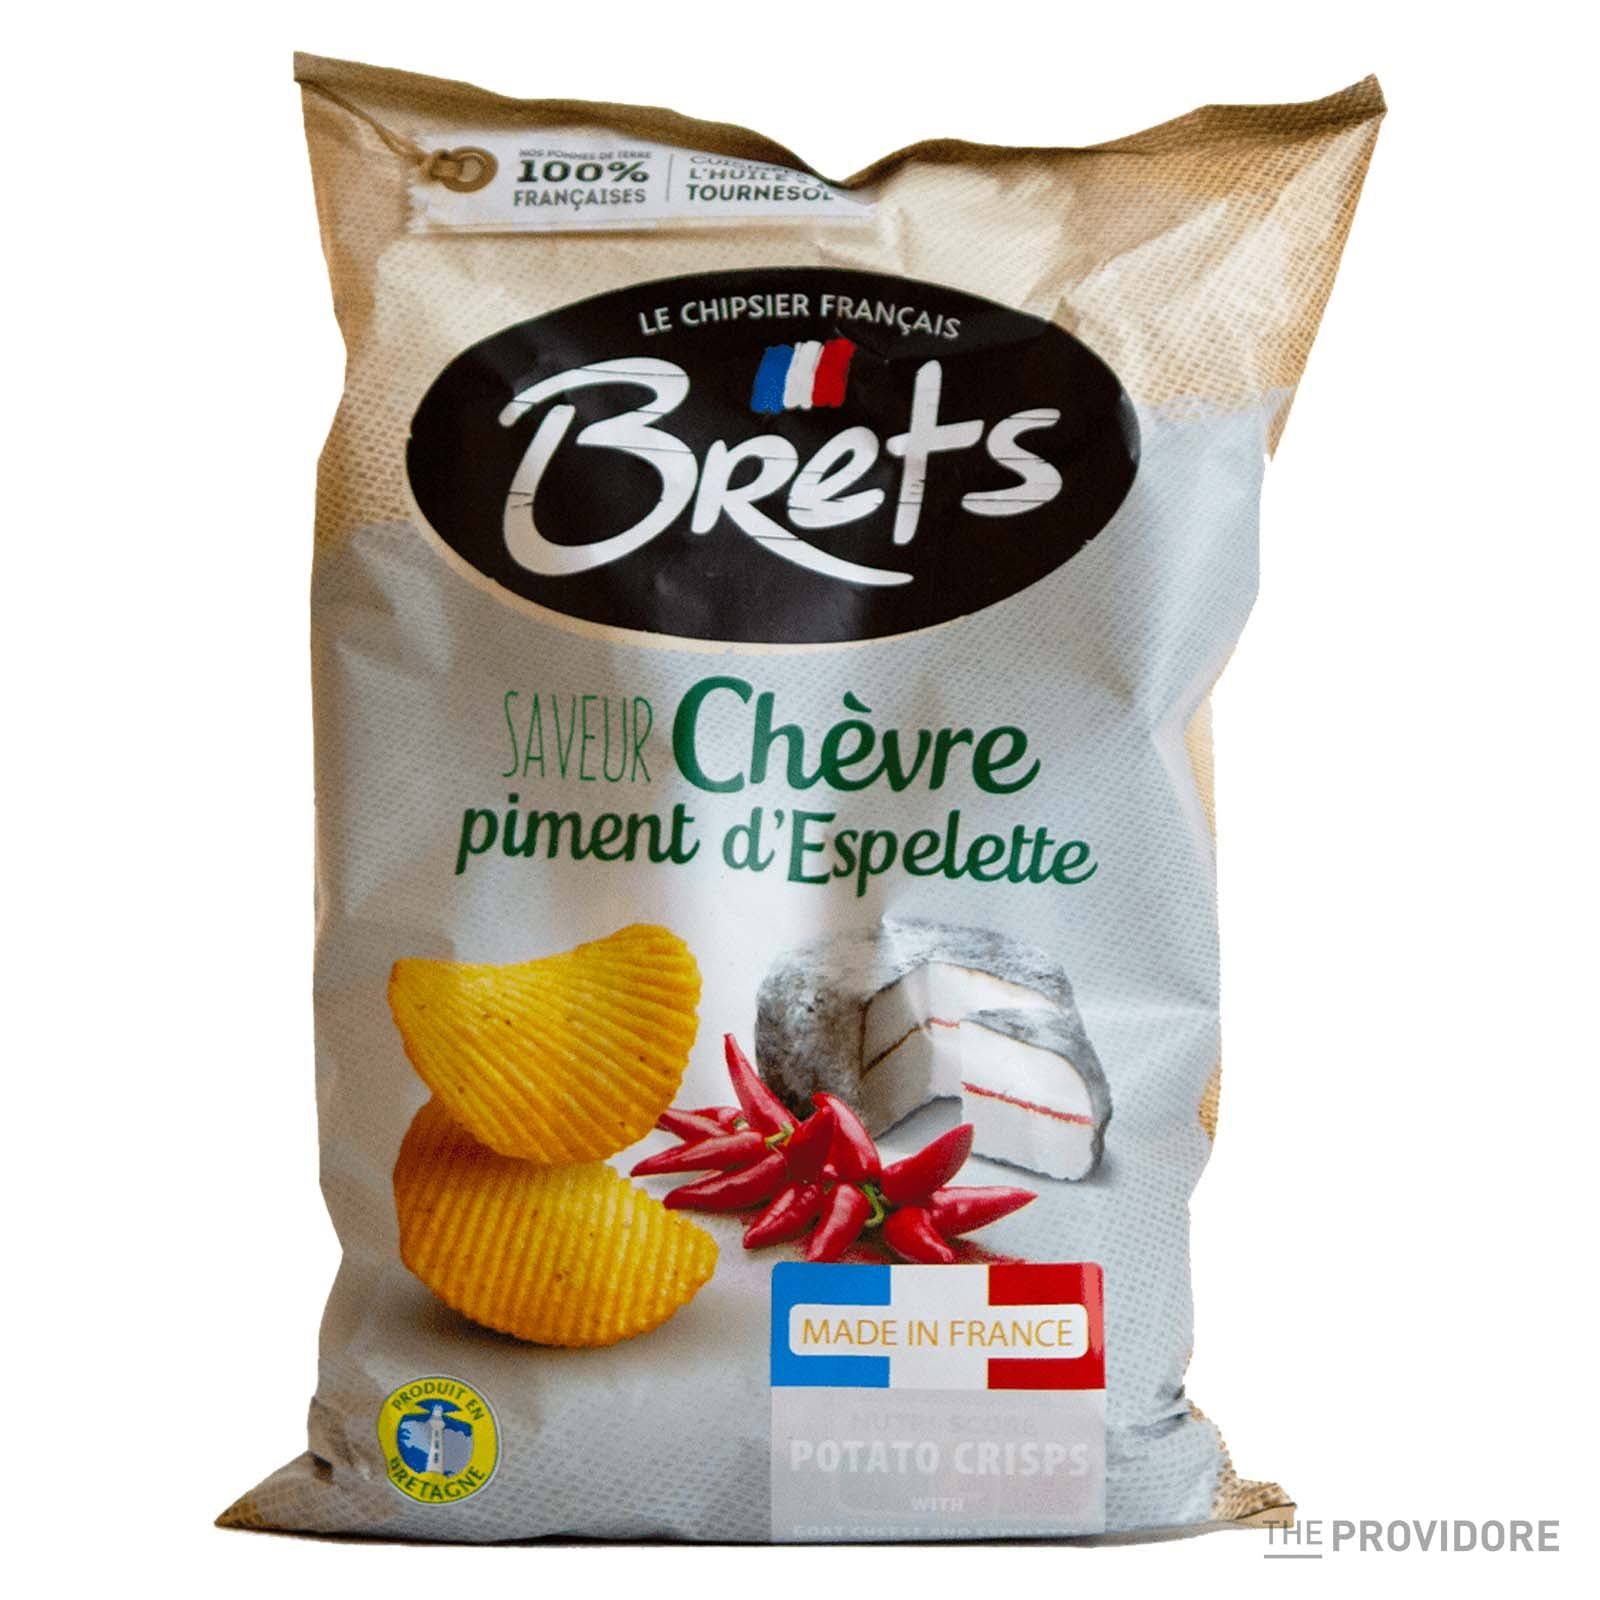 NOS POMMES DE TERRE
100%
FRANÇAISES
L'HUILE
TOURNESOL
LE CHIPSIER FRANÇAIS
BRets
SAVEUR Chèvre
piment d'Espelette
MADE IN FRANCE
PRODUIT EN
BRETAGNE
POTATO CRISPS
WITH
THE PROVIDORE